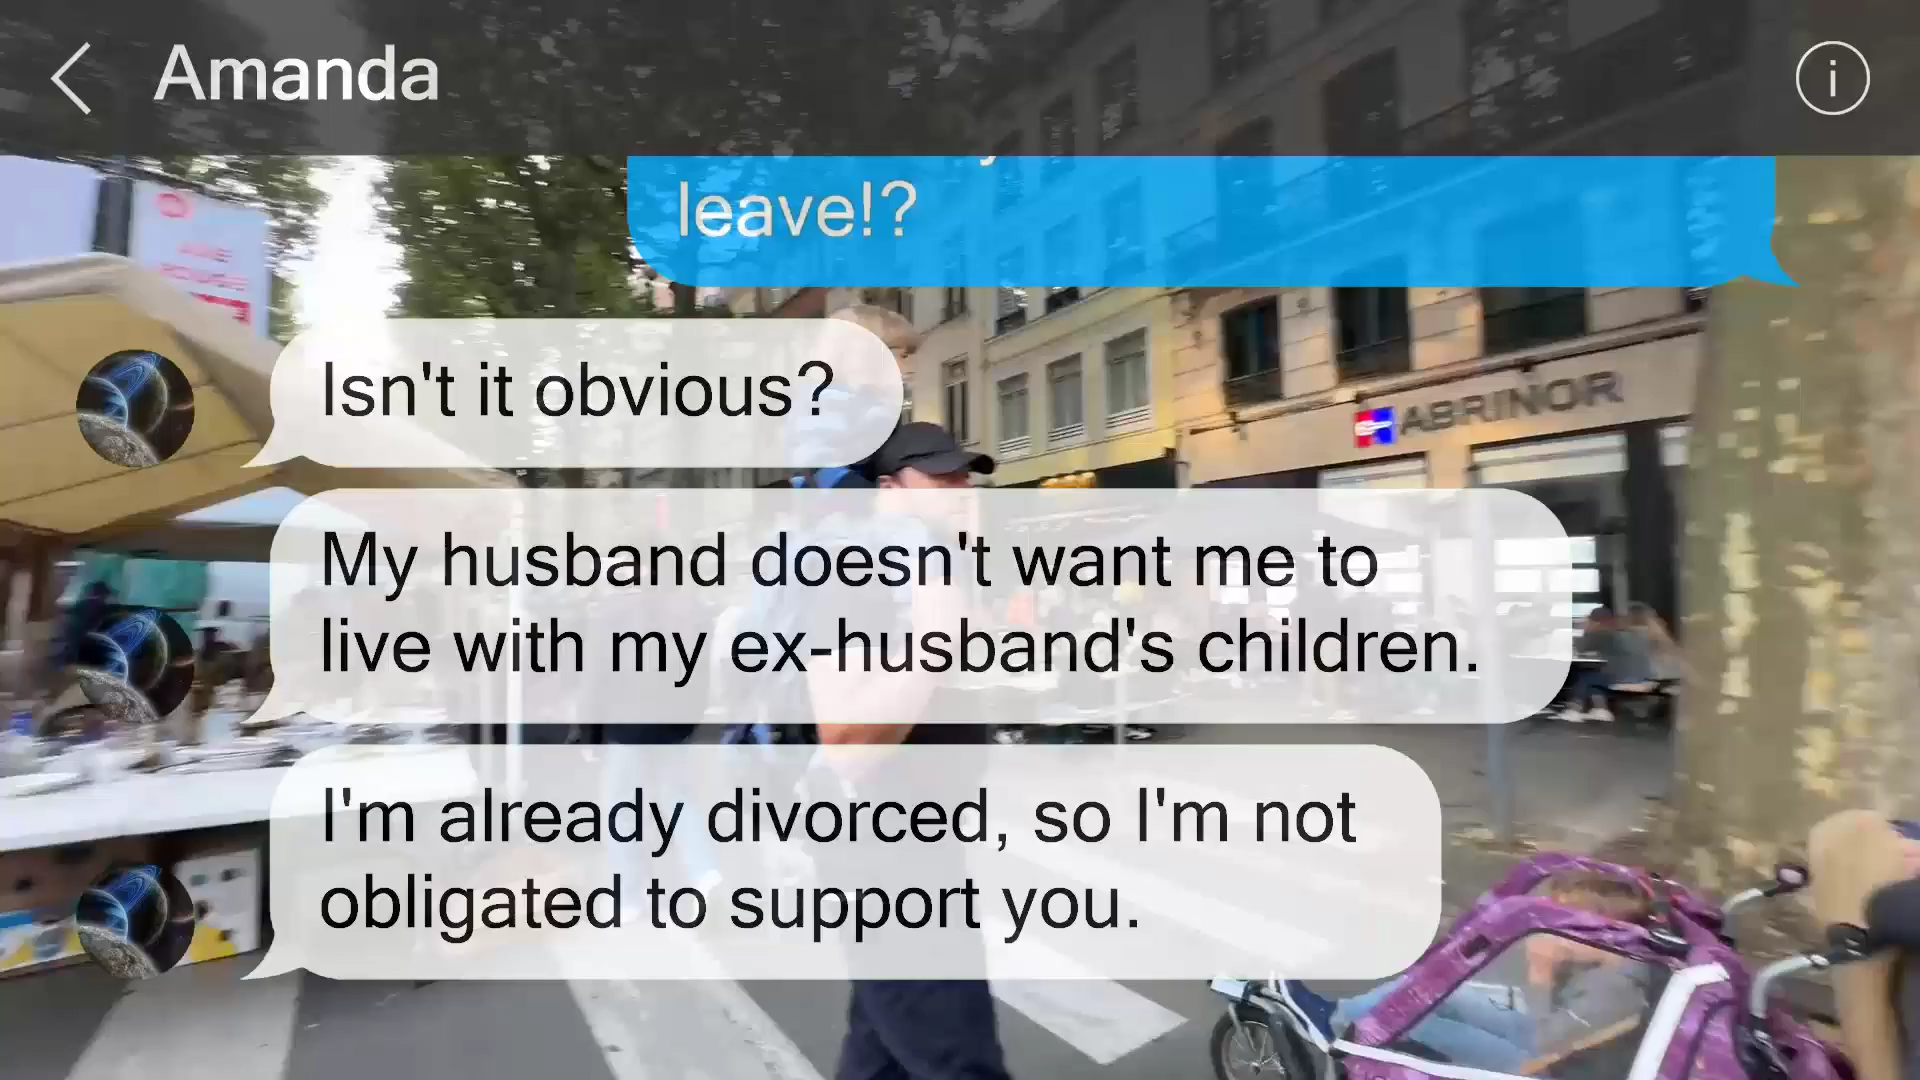 Amanda
leave!?
Isn't it obvious?
ABRINOR
My husband doesn't want me to
live with my ex-husband's children.
I'm already divorced, so I'm not
obligated to support you.